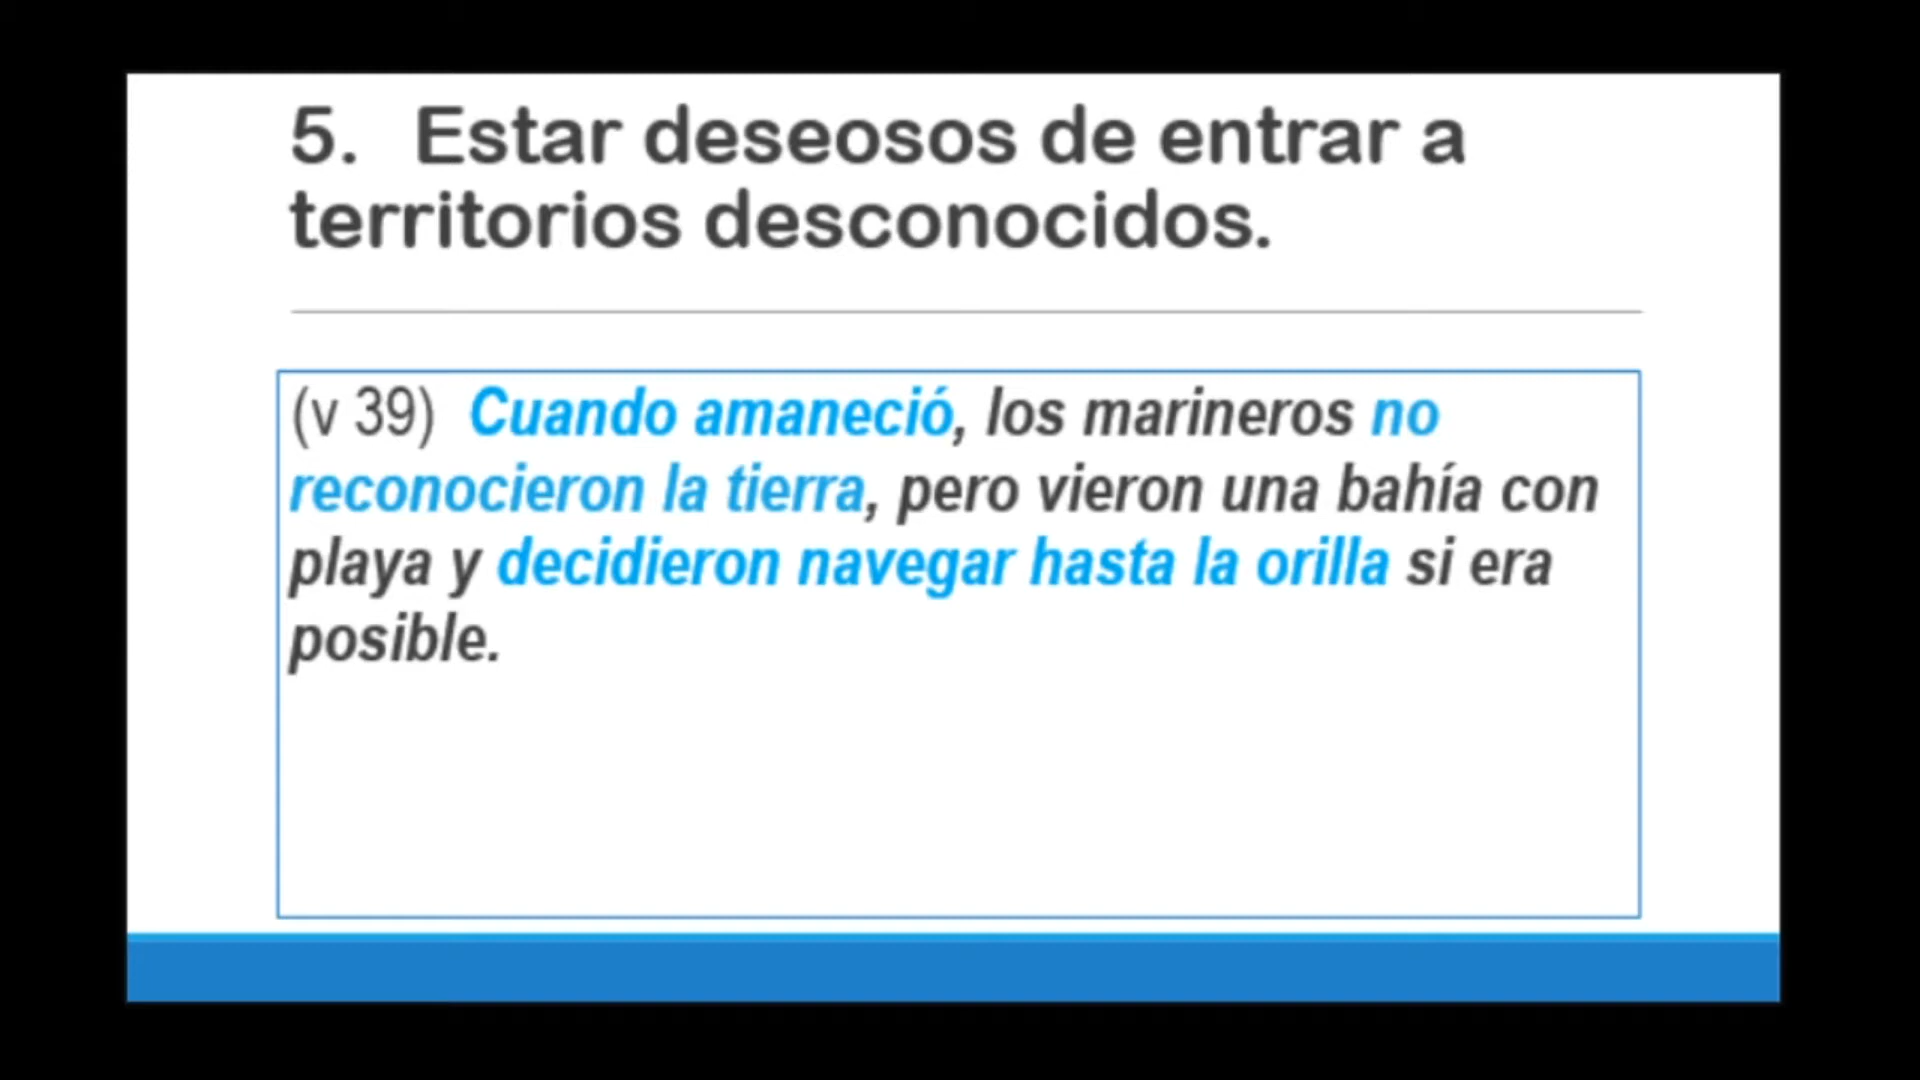 5. Estar deseosos de entrar a
territorios desconocidos.
(v 39) Cuando amaneció, los marineros no
reconocieron la tierra, pero vieron una bahía con
playa y decidieron navegar hasta la orilla si era
posible.